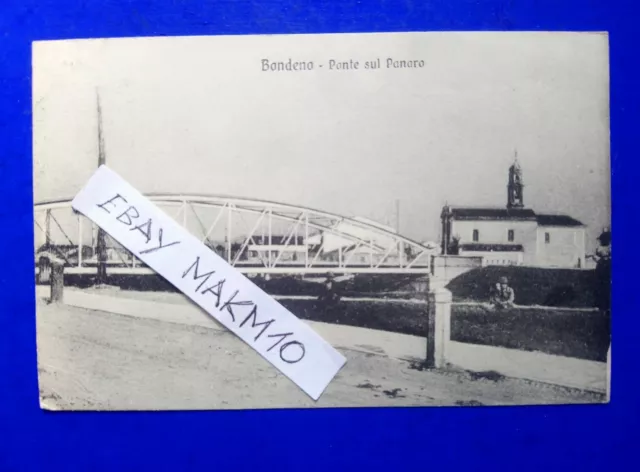 Bondeno - Ponte sul Panaro
EBAY MAKM10